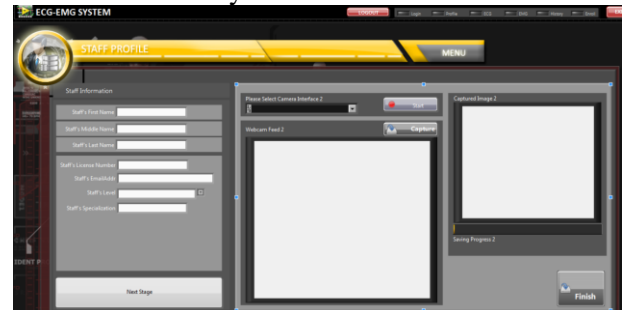 ECG-EMG SYSTEM
LOGOUT
Login
Profile
ECG
EMG
History
Email
STAFF PROFILE
MENU
Staff Information
Staff's First Name
Staff's Middle Name
Staff's Last Name
Staff's License Number
Staff's EmailAddr
Staff's Level
Staff's Specialization
Next Stage
Please Select Camera Interface 2
Start
Webcam Feed 2
Capture
Captured Image 2
Saving Progress 2
Finish
IDENT P